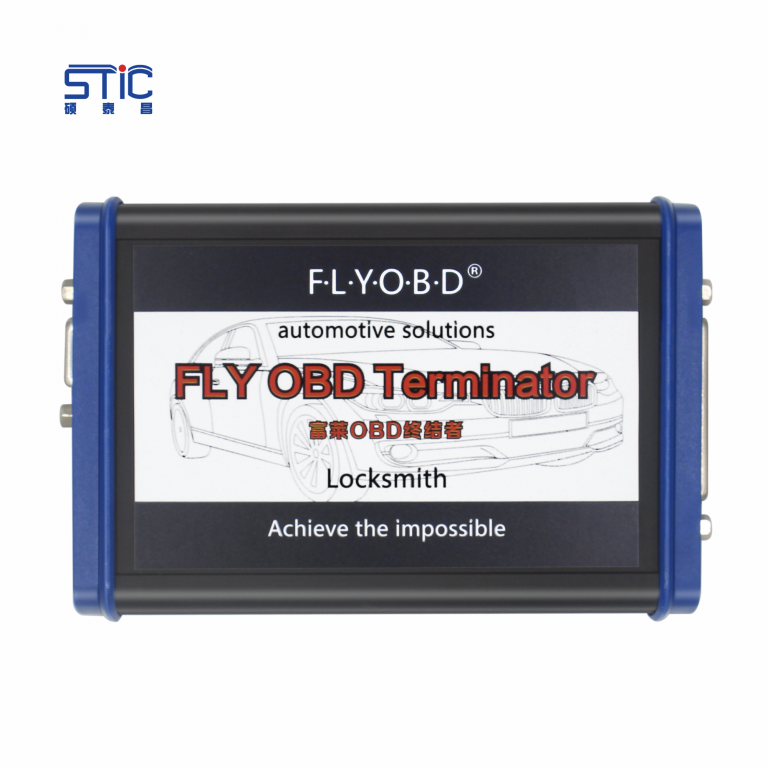 STIC
硕泰昌
F·L·Y·O·B·D®
automotive solutions
FLY OBD Terminator
富莱OBD终结者
Locksmith
Achieve the impossible